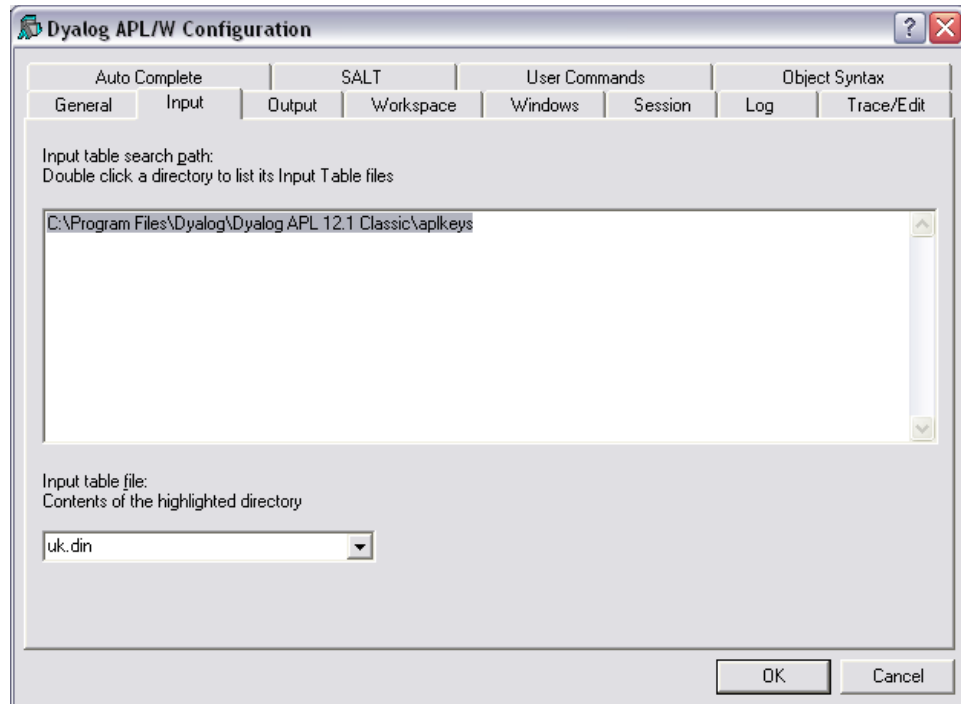 Dyalog APL/W Configuration
Auto Complete SALT User Commands Object Syntax
General Input Output Workspace Windows Session Log Trace/Edit
Input table search path:
Double click a directory to list its Input Table files
C:\Program Files\Dyalog\Dyalog APL 12.1 Classic\aplkeys
Input table file:
Contents of the highlighted directory
uk.din
OK Cancel